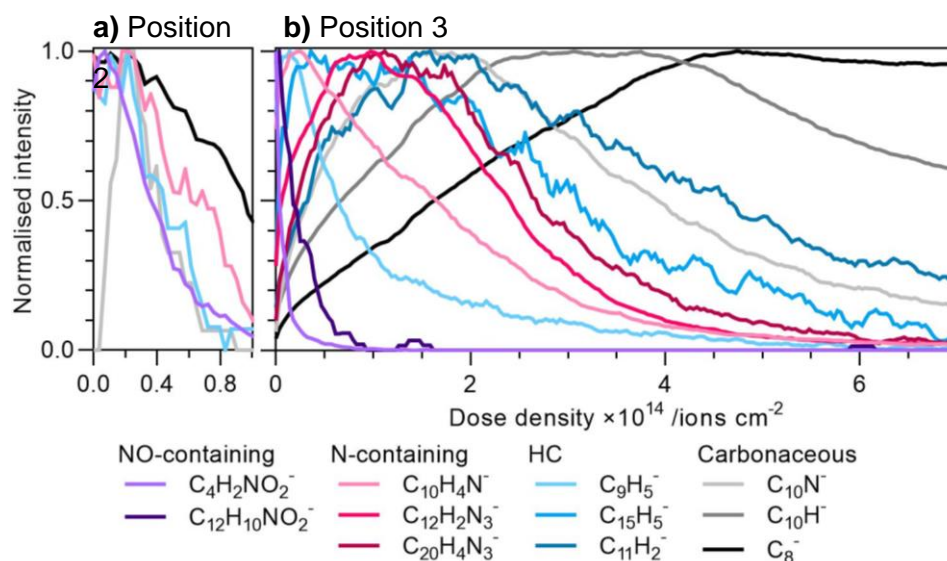 a) Position
2
b) Position 3
1.0
0.5
0.0
Normalised intensity
0.0 0.4 0.8
0 2 4 6
Dose density ×10¹⁴ /ions cm⁻²
NO-containing N-containing HC Carbonaceous
C₄H₂NO₂⁻ C₁₀H₄N⁻ C₉H₅⁻ C₁₀N⁻
C₁₂H₁₀NO₂⁻ C₁₂H₂N₃⁻ C₁₅H₅⁻ C₁₀H⁻
C₂₀H₄N₃⁻ C₁₁H₂⁻ C₈⁻